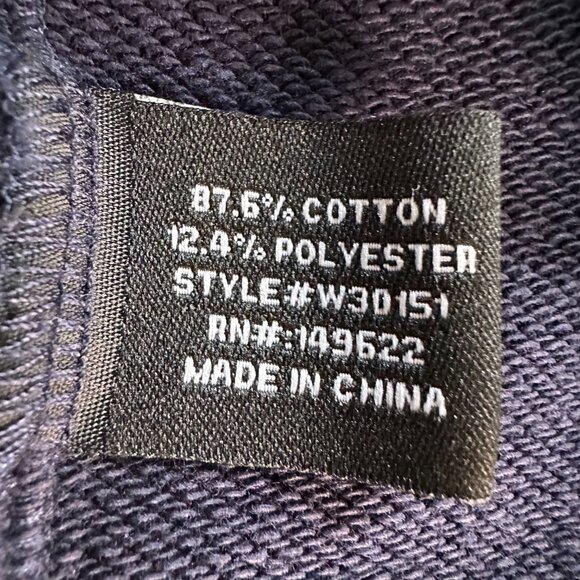 87.6% COTTON
12.4% POLYESTER
STYLE#W30151
RN#:149622
MADE IN CHINA